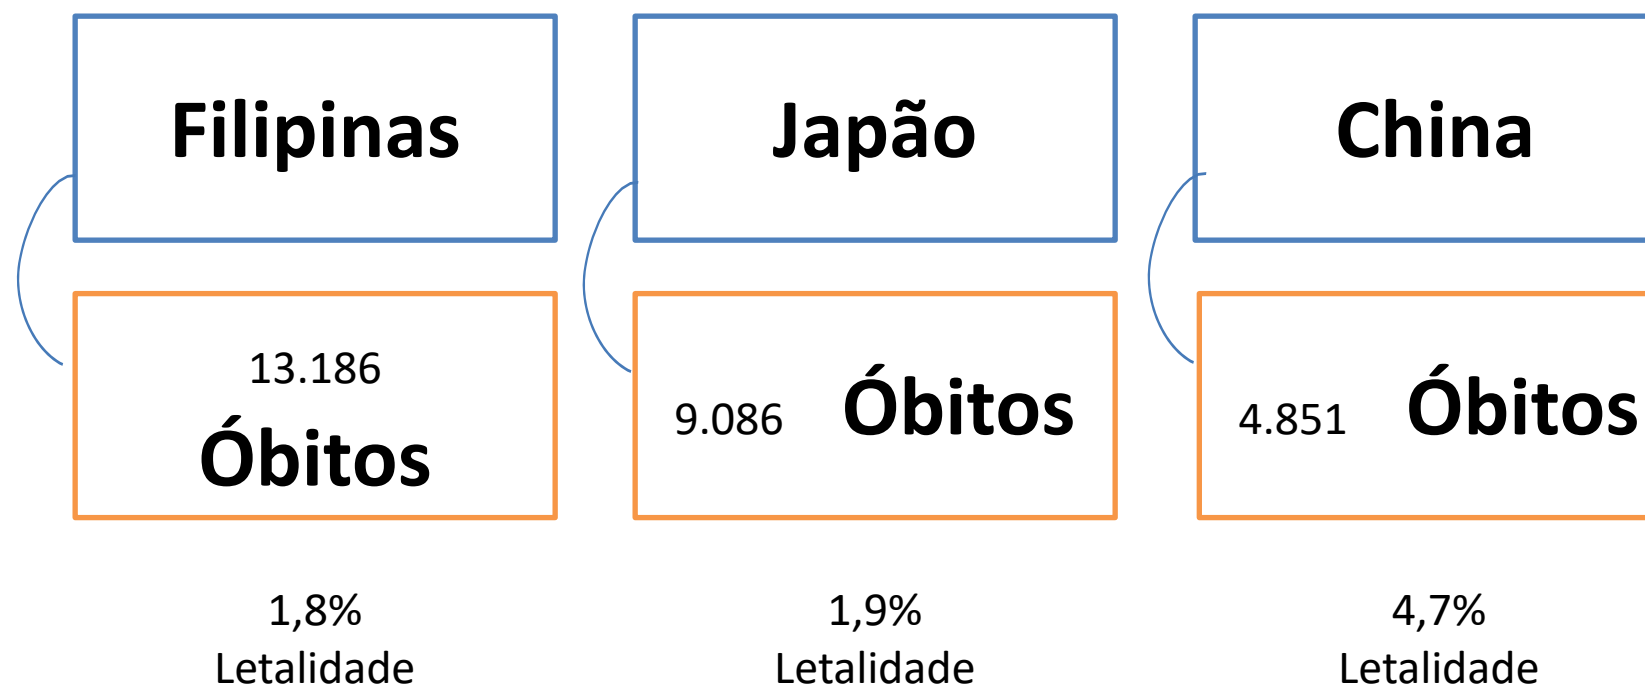 Filipinas
Japão
China
13.186
Óbitos
9.086 Óbitos
4.851 Óbitos
1,8%
Letalidade
1,9%
Letalidade
4,7%
Letalidade